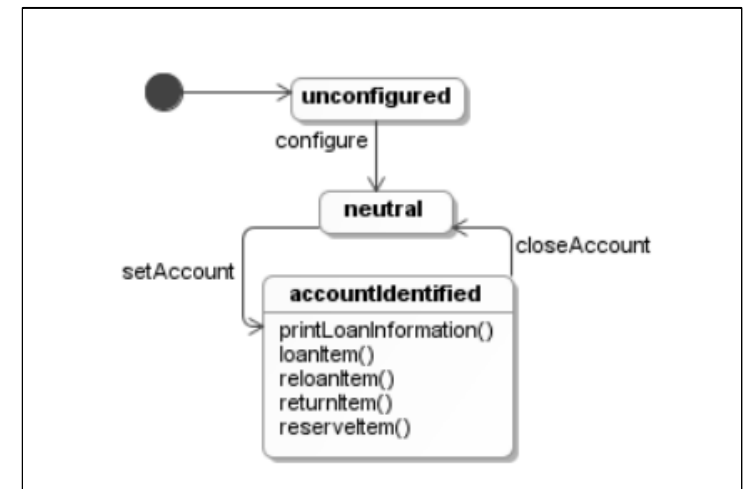 unconfigured
configure
neutral
closeAccount
setAccount
accountIdentified
printLoanInformation()
loanItem()
reloanItem()
returnItem()
reserveItem()